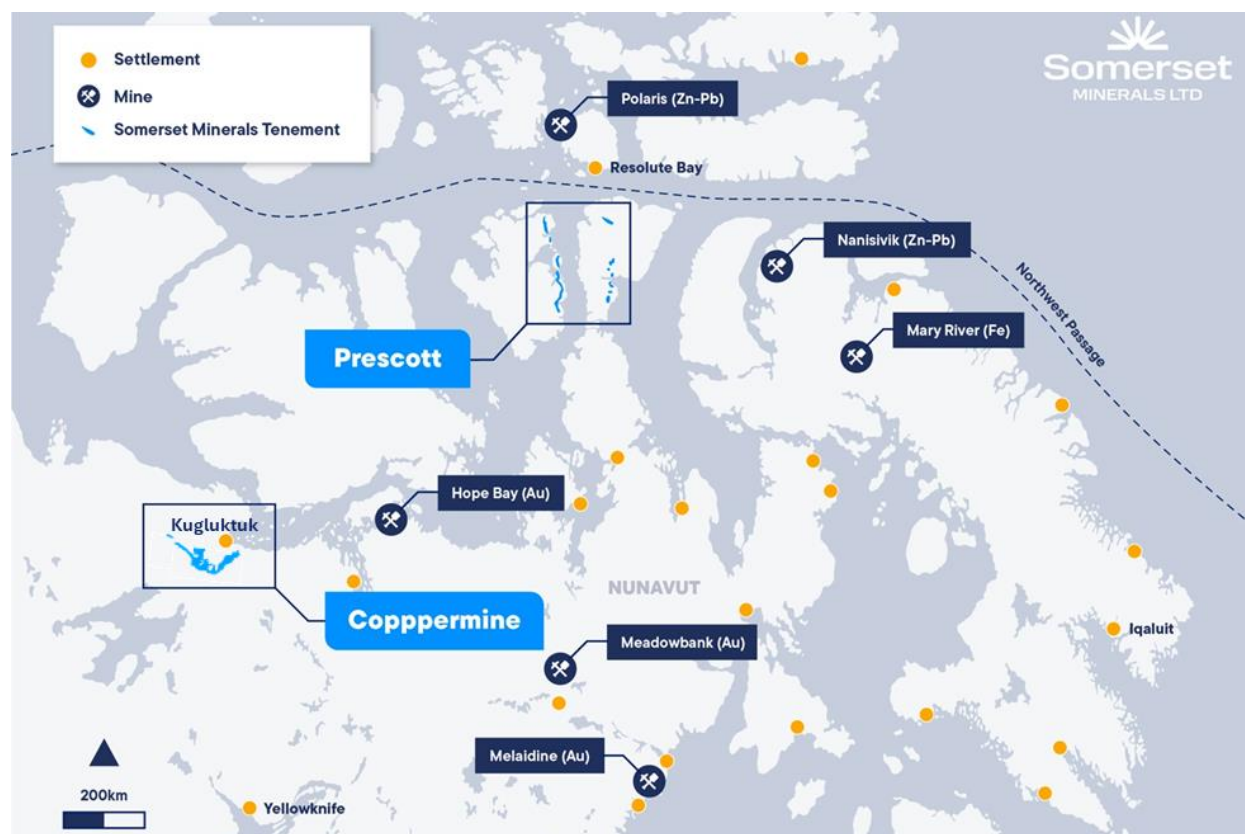 Settlement
Mine
Somerset Minerals Tenement
Somerset
MINERALS LTD
Polaris (Zn-Pb)
Resolute Bay
Nanisivik (Zn-Pb)
Northwest Passage
Mary River (Fe)
Prescott
Hope Bay (Au)
Kugluktuk
NUNAVUT
Copppermine
Iqaluit
Meadowbank (Au)
Melaidine (Au)
200km
Yellowknife